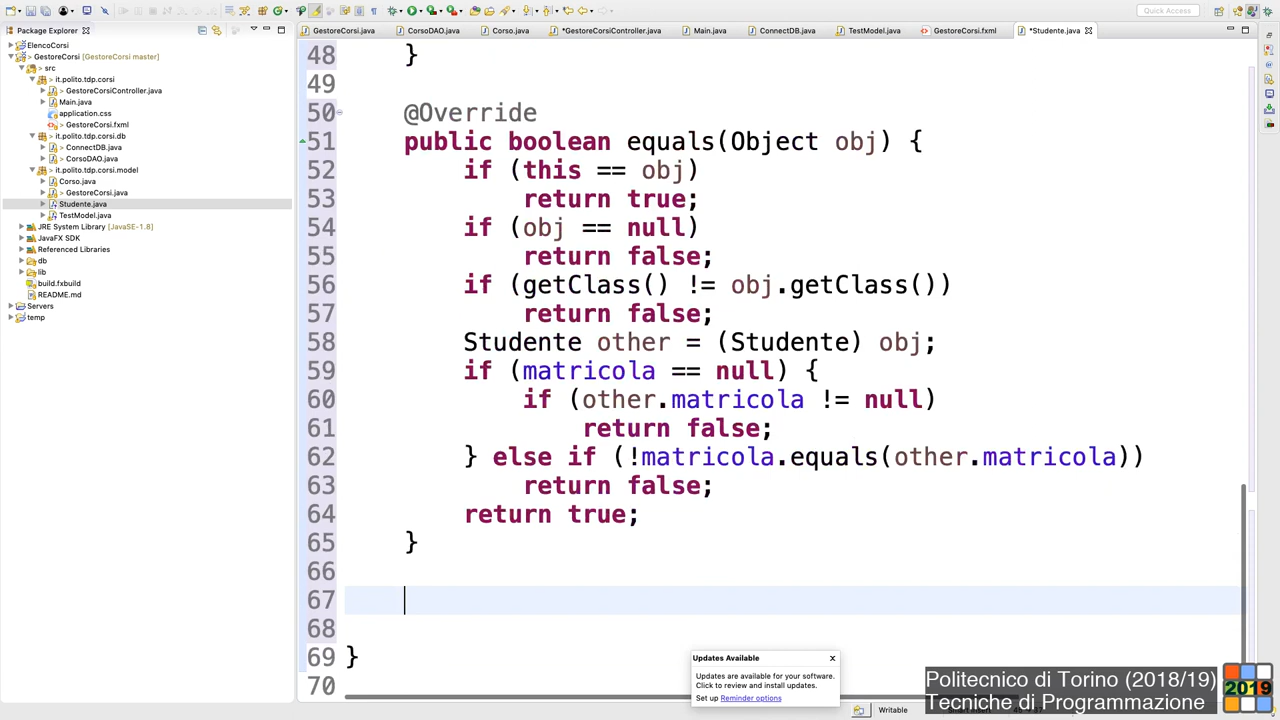 Quick Access
Package Explorer
GestoreCorsi.java
CorsoDAO.java
Corso.java
*GestoreCorsiController.java
Main.java
ConnectDB.java
TestModel.java
GestoreCorsi.fxml
*Studente.java
ElencoCorsi
GestoreCorsi [GestoreCorsi master]
src
it.polito.tdp.corsi
GestoreCorsiController.java
Main.java
application.css
GestoreCorsi.fxml
it.polito.tdp.corsi.db
ConnectDB.java
CorsoDAO.java
it.polito.tdp.corsi.model
Corso.java
GestoreCorsi.java
Studente.java
TestModel.java
JRE System Library [JavaSE-1.8]
JavaFX SDK
Referenced Libraries
db
lib
build.fxbuild
README.md
Servers
temp
48 }
49
50 @Override
51 public boolean equals(Object obj) {
52 if (this == obj)
53 return true;
54 if (obj == null)
55 return false;
56 if (getClass() != obj.getClass())
57 return false;
58 Studente other = (Studente) obj;
59 if (matricola == null) {
60 if (other.matricola != null)
61 return false;
62 } else if (!matricola.equals(other.matricola))
63 return false;
64 return true;
65 }
66
67
68
69 }
70
Updates Available
Updates are available for your software.
Click to review and install updates.
Set up Reminder options
Politecnico di Torino (2018/19)
Tecniche di Programmazione
2019
Writable